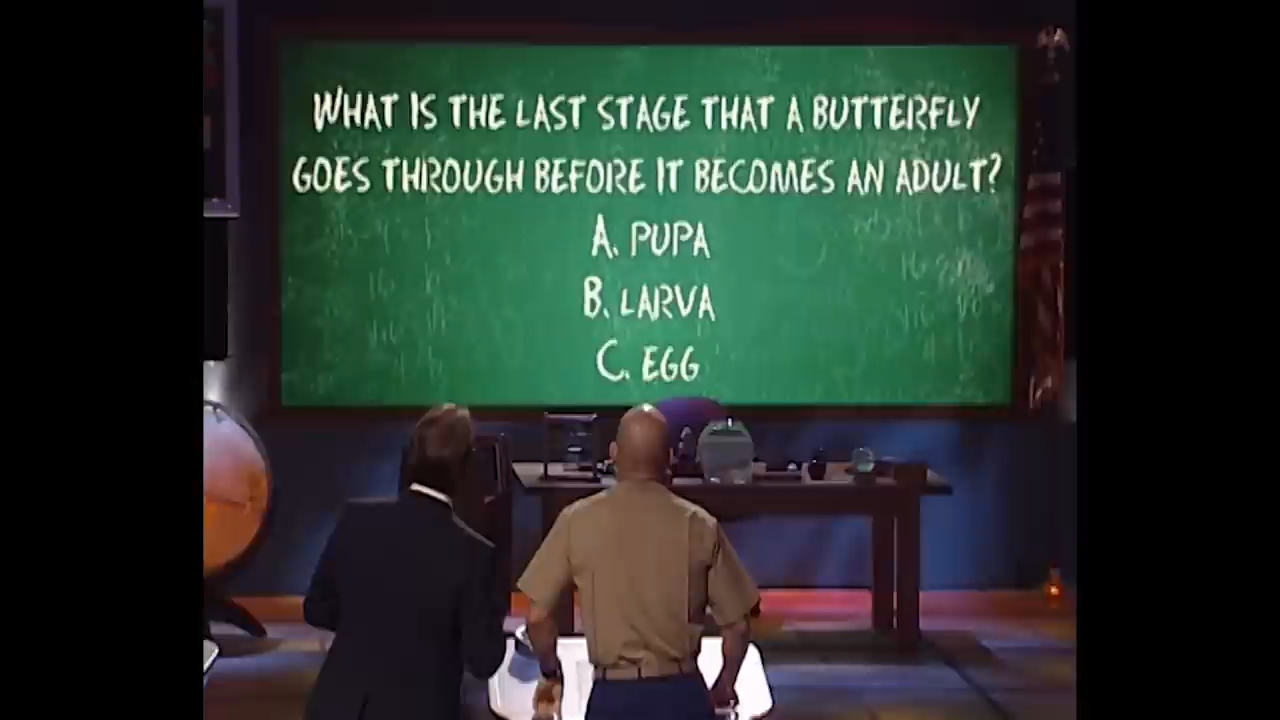 WHAT IS THE LAST STAGE THAT A BUTTERFLY
GOES THROUGH BEFORE IT BECOMES AN ADULT?
A. PUPA
B. LARVA
C. EGG